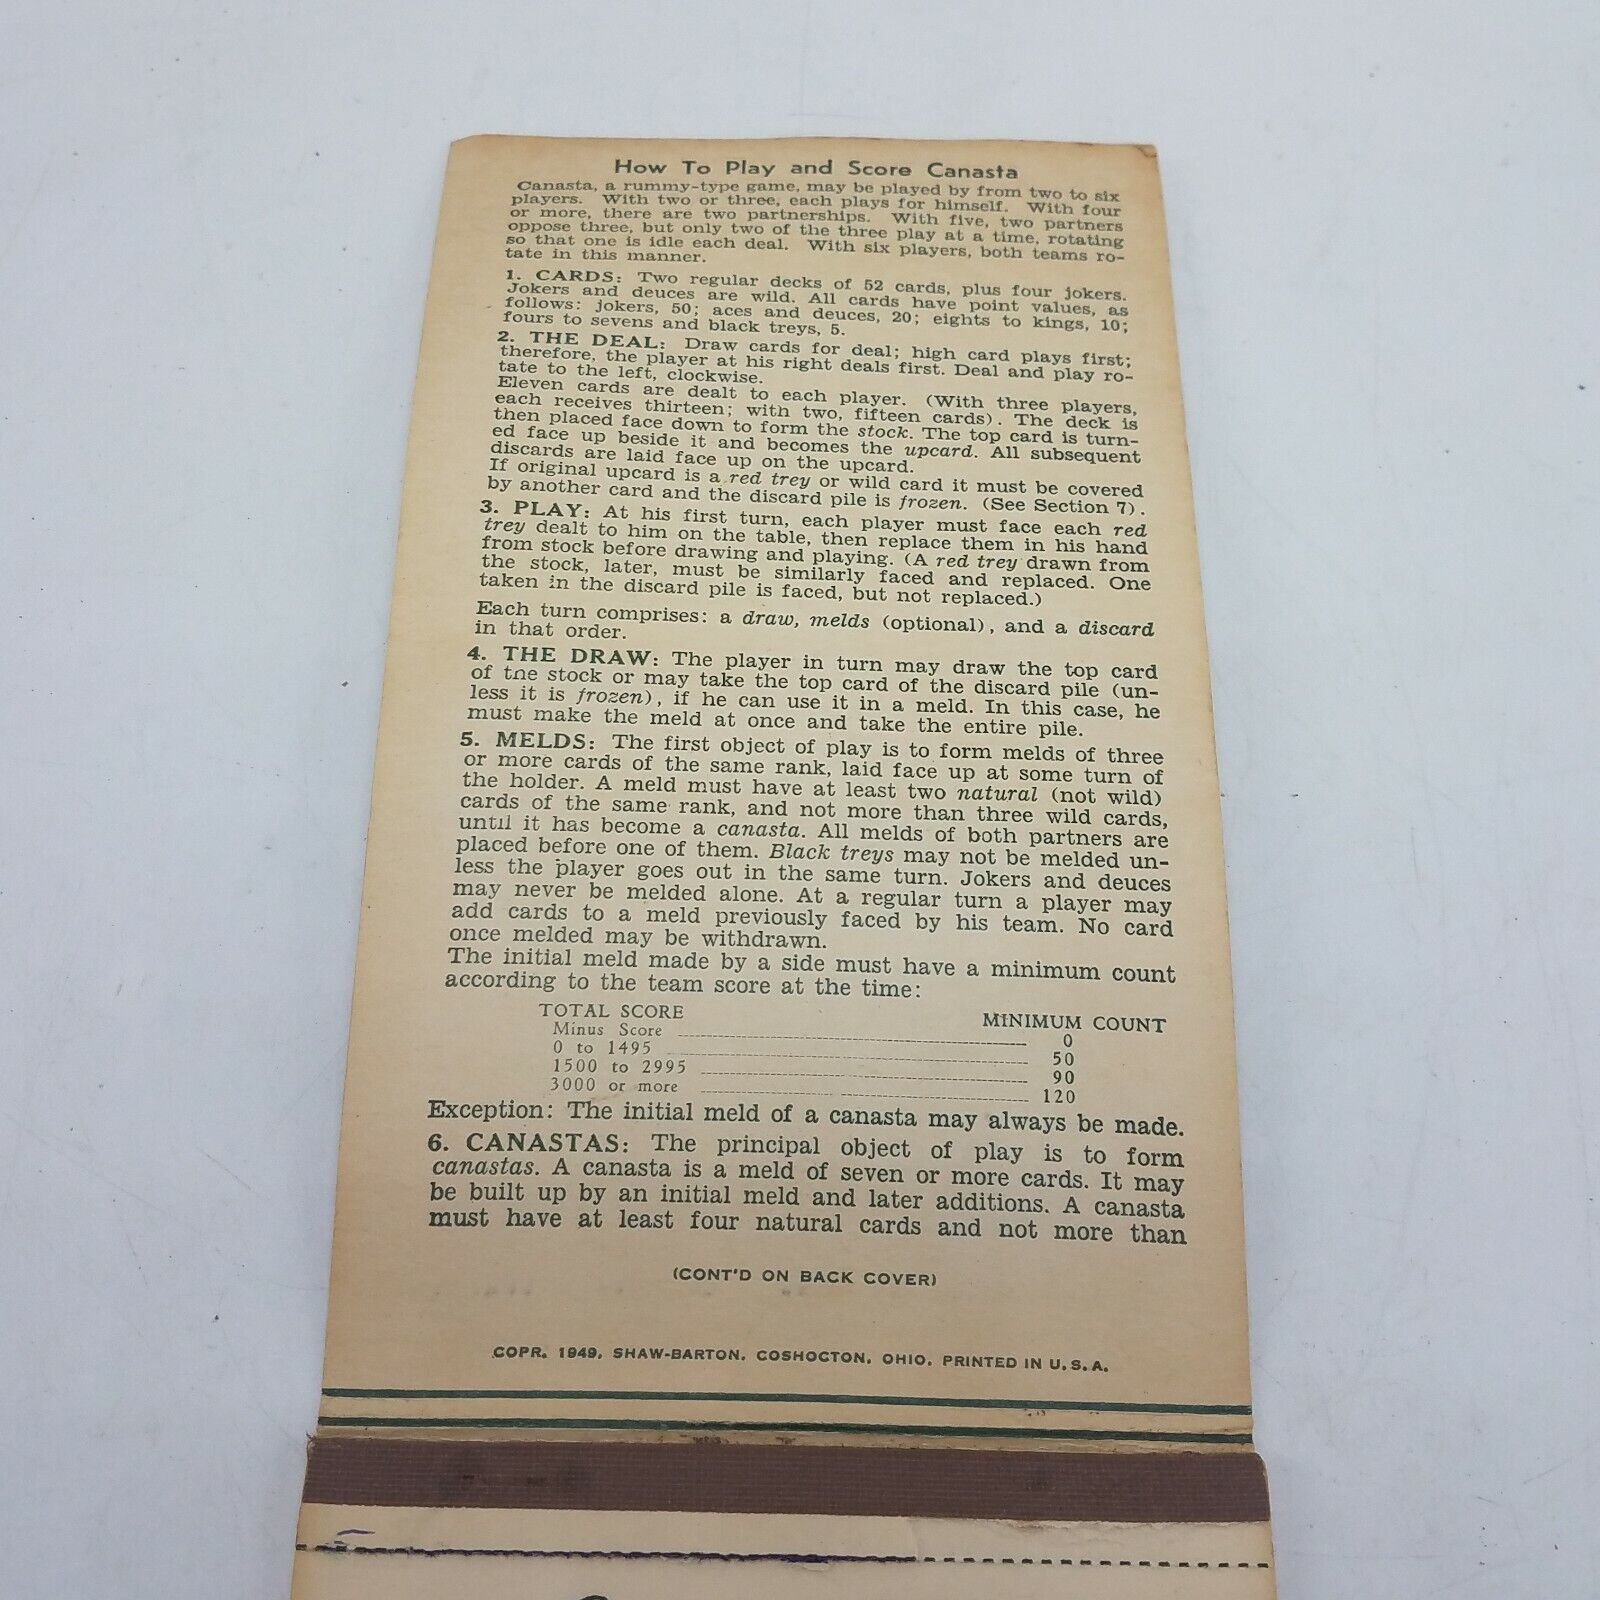 How To Play and Score Canasta
Canasta, a rummy-type game, may be played by from two to six
players. With two or three, each plays for himself. With four
or more, there are two partnerships. With five, two partners
oppose three, but only two of the three play at a time, rotating
so that one is idle each deal. With six players, both teams ro-
tate in this manner.
1. CARDS: Two regular decks of 52 cards, plus four jokers.
Jokers and deuces are wild. All cards have point values, as
follows: jokers, 50; aces and deuces, 20; eights to kings, 10;
fours to sevens and black treys, 5.
2. THE DEAL: Draw cards for deal; high card plays first;
therefore, the player at his right deals first. Deal and play ro-
tate to the left, clockwise.
Eleven cards are dealt to each player. (With three players,
each receives thirteen; with two, fifteen cards). The deck is
then placed face down to form the stock. The top card is turn-
ed face up beside it and becomes the upcard. All subsequent
discards are laid face up on the upcard.
If original upcard is a red trey or wild card it must be covered
by another card and the discard pile is frozen. (See Section 7).
3. PLAY: At his first turn, each player must face each red
trey dealt to him on the table, then replace them in his hand
from stock before drawing and playing. (A red trey drawn from
the stock, later, must be similarly faced and replaced. One
taken in the discard pile is faced, but not replaced.)
Each turn comprises: a draw, melds (optional), and a discard
in that order.
4. THE DRAW: The player in turn may draw the top card
of tne stock or may take the top card of the discard pile (un-
less it is frozen), if he can use it in a meld. In this case, he
must make the meld at once and take the entire pile.
5. MELDS: The first object of play is to form melds of three
or more cards of the same rank, laid face up at some turn of
the holder. A meld must have at least two natural (not wild)
cards of the same rank, and not more than three wild cards,
until it has become a canasta. All melds of both partners are
placed before one of them. Black treys may not be melded un-
less the player goes out in the same turn. Jokers and deuces
may never be melded alone. At a regular turn a player may
add cards to a meld previously faced by his team. No card
once melded may be withdrawn.
The initial meld made by a side must have a minimum count
according to the team score at the time:
TOTAL SCORE MINIMUM COUNT
Minus Score 0
0 to 1495 50
1500 to 2995 90
3000 or more 120
Exception: The initial meld of a canasta may always be made.
6. CANASTAS: The principal object of play is to form
canastas. A canasta is a meld of seven or more cards. It may
be built up by an initial meld and later additions. A canasta
must have at least four natural cards and not more than
(CONT'D ON BACK COVER)
COPR. 1949, SHAW-BARTON, COSHOCTON, OHIO. PRINTED IN U.S.A.